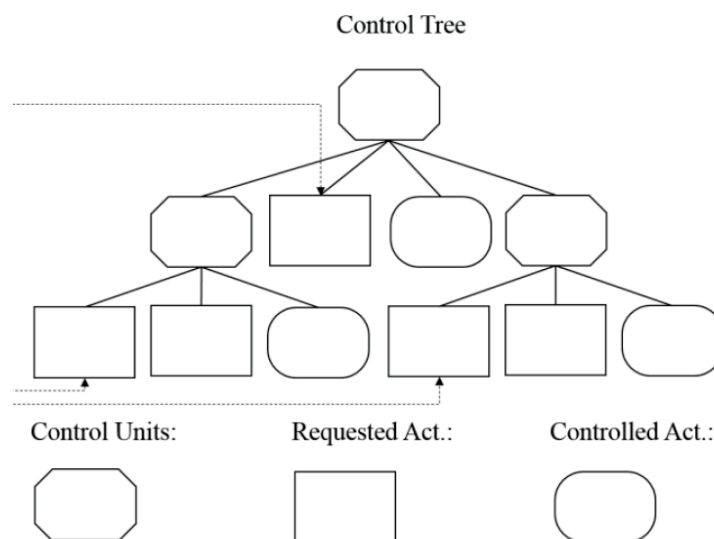 Control Tree
Control Units:
Requested Act.:
Controlled Act.: